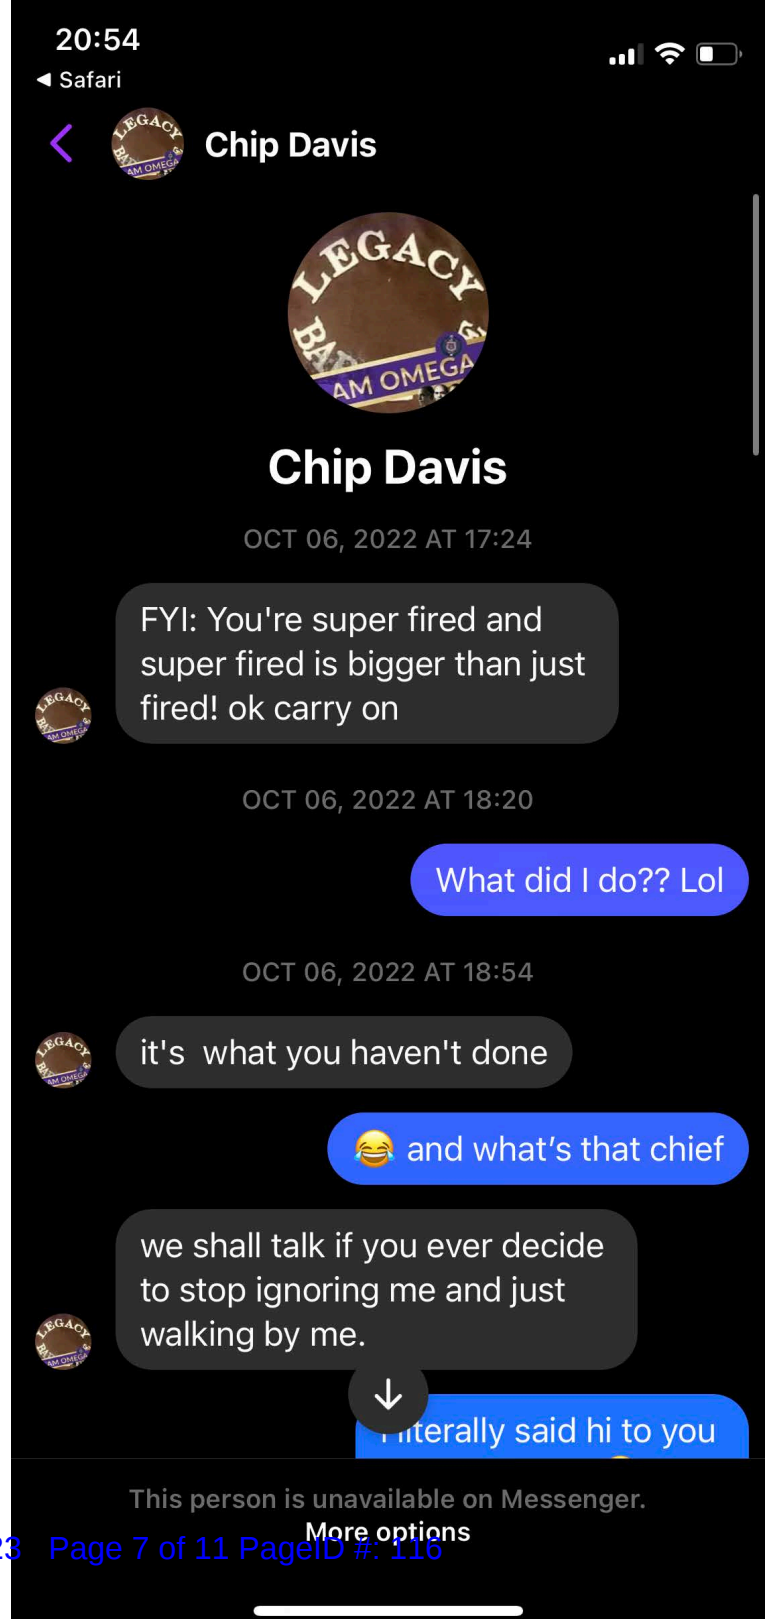 20:54
◀ Safari
LEGACY
AM OMEGA
Chip Davis
LEGACY
AM OMEGA
Chip Davis
OCT 06, 2022 AT 17:24
FYI: You're super fired and
super fired is bigger than just
fired! ok carry on
OCT 06, 2022 AT 18:20
What did I do?? Lol
OCT 06, 2022 AT 18:54
it's  what you haven't done
😂 and what’s that chief
we shall talk if you ever decide
to stop ignoring me and just
walking by me.
said hi to you
This person is unavailable on Messenger.
More options
23 Page 7 of 11 PageID #: 116